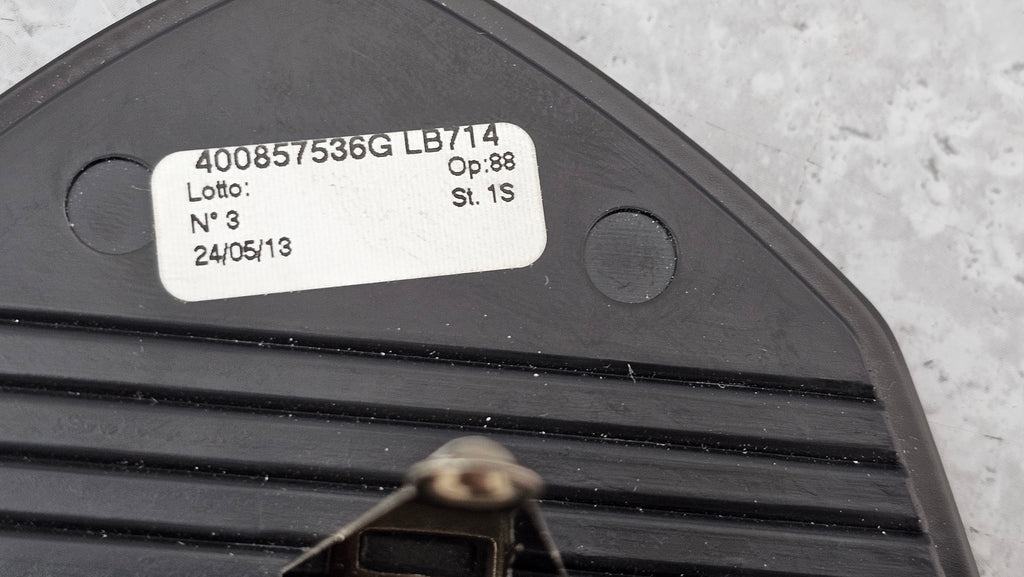 400857536G LB714
Lotto: Op:88
N° 3 St. 1S
24/05/13